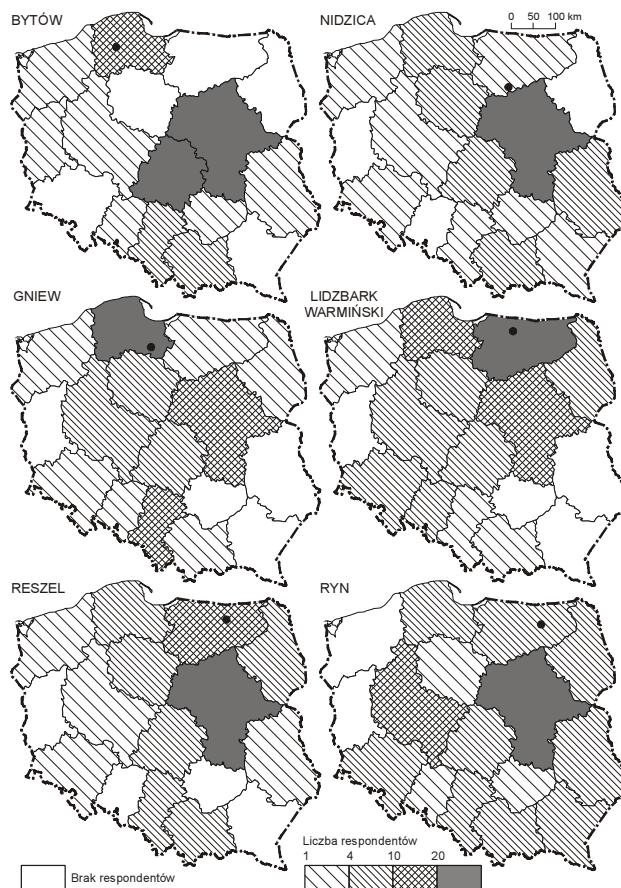 BYTÓW
NIDZICA
0 50 100 km
GNIEW
LIDZBARK
WARMIŃSKI
RESZEL
RYN
Brak respondentów
Liczba respondentów
1 4 10 20